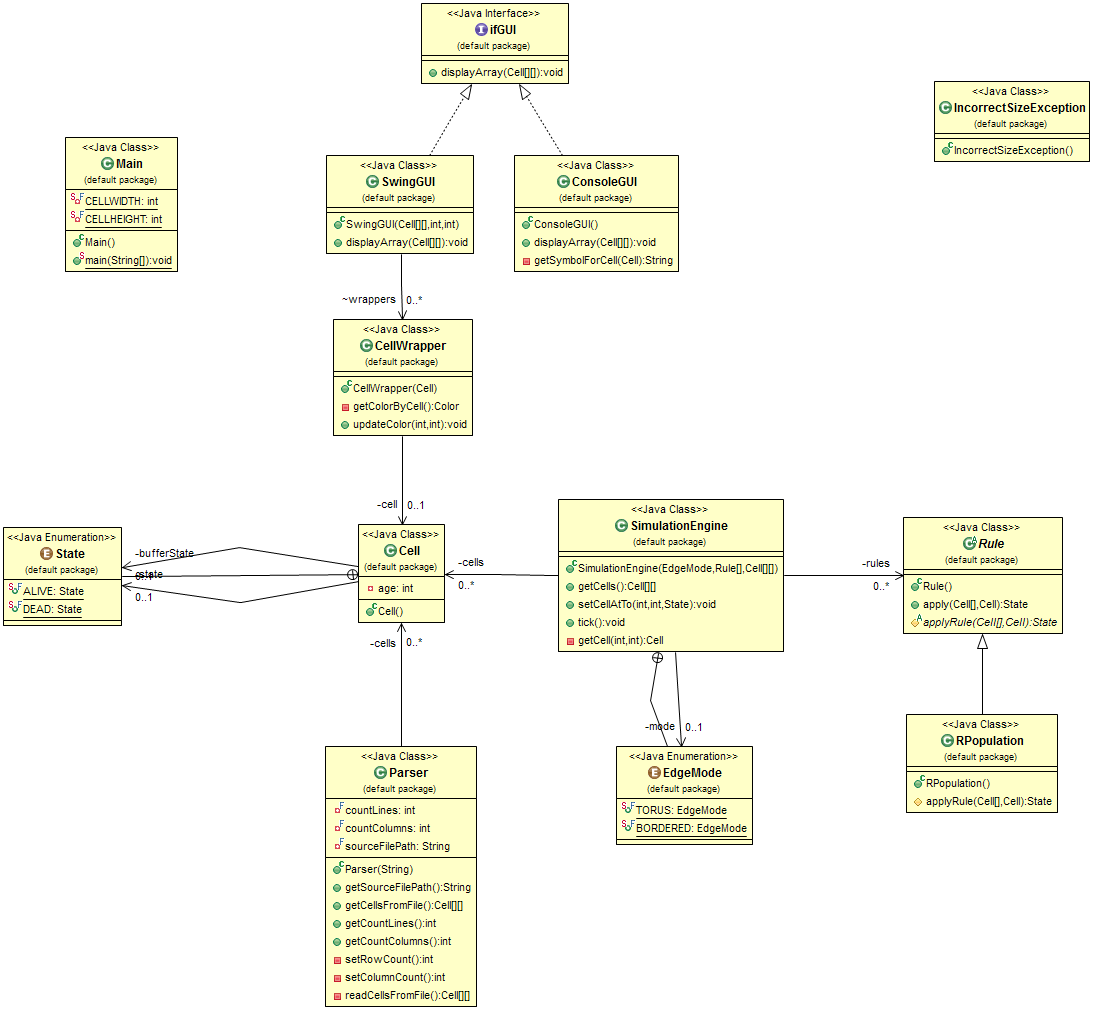 <<Java Interface>>
ifGUI
(default package)
displayArray(Cell[][]):void
<<Java Class>>
IncorrectSizeException
(default package)
IncorrectSizeException()
<<Java Class>>
Main
(default package)
CELLWIDTH: int
CELLHEIGHT: int
Main()
main(String[]):void
<<Java Class>>
SwingGUI
(default package)
SwingGUI(Cell[][],int,int)
displayArray(Cell[][]):void
<<Java Class>>
ConsoleGUI
(default package)
ConsoleGUI()
displayArray(Cell[][]):void
getSymbolForCell(Cell):String
~wrappers
0..*
<<Java Class>>
CellWrapper
(default package)
CellWrapper(Cell)
getColorByCell():Color
updateColor(int,int):void
-cell
0..1
<<Java Enumeration>>
State
(default package)
ALIVE: State
DEAD: State
-bufferState
0..1
-state
0..1
<<Java Class>>
Cell
(default package)
age: int
Cell()
-cells
0..*
<<Java Class>>
SimulationEngine
(default package)
SimulationEngine(EdgeMode,Rule[],Cell[][])
getCells():Cell[][]
setCellAtTo(int,int,State):void
tick():void
getCell(int,int):Cell
-rules
0..*
<<Java Class>>
Rule
(default package)
Rule()
apply(Cell[],Cell):State
applyRule(Cell[],Cell):State
-cells
0..*
-mode
0..1
<<Java Class>>
Parser
(default package)
countLines: int
countColumns: int
sourceFilePath: String
Parser(String)
getSourceFilePath():String
getCellsFromFile():Cell[][]
getCountLines():int
getCountColumns():int
setRowCount():int
setColumnCount():int
readCellsFromFile():Cell[][]
<<Java Enumeration>>
EdgeMode
(default package)
TORUS: EdgeMode
BORDERED: EdgeMode
<<Java Class>>
RPopulation
(default package)
RPopulation()
applyRule(Cell[],Cell):State